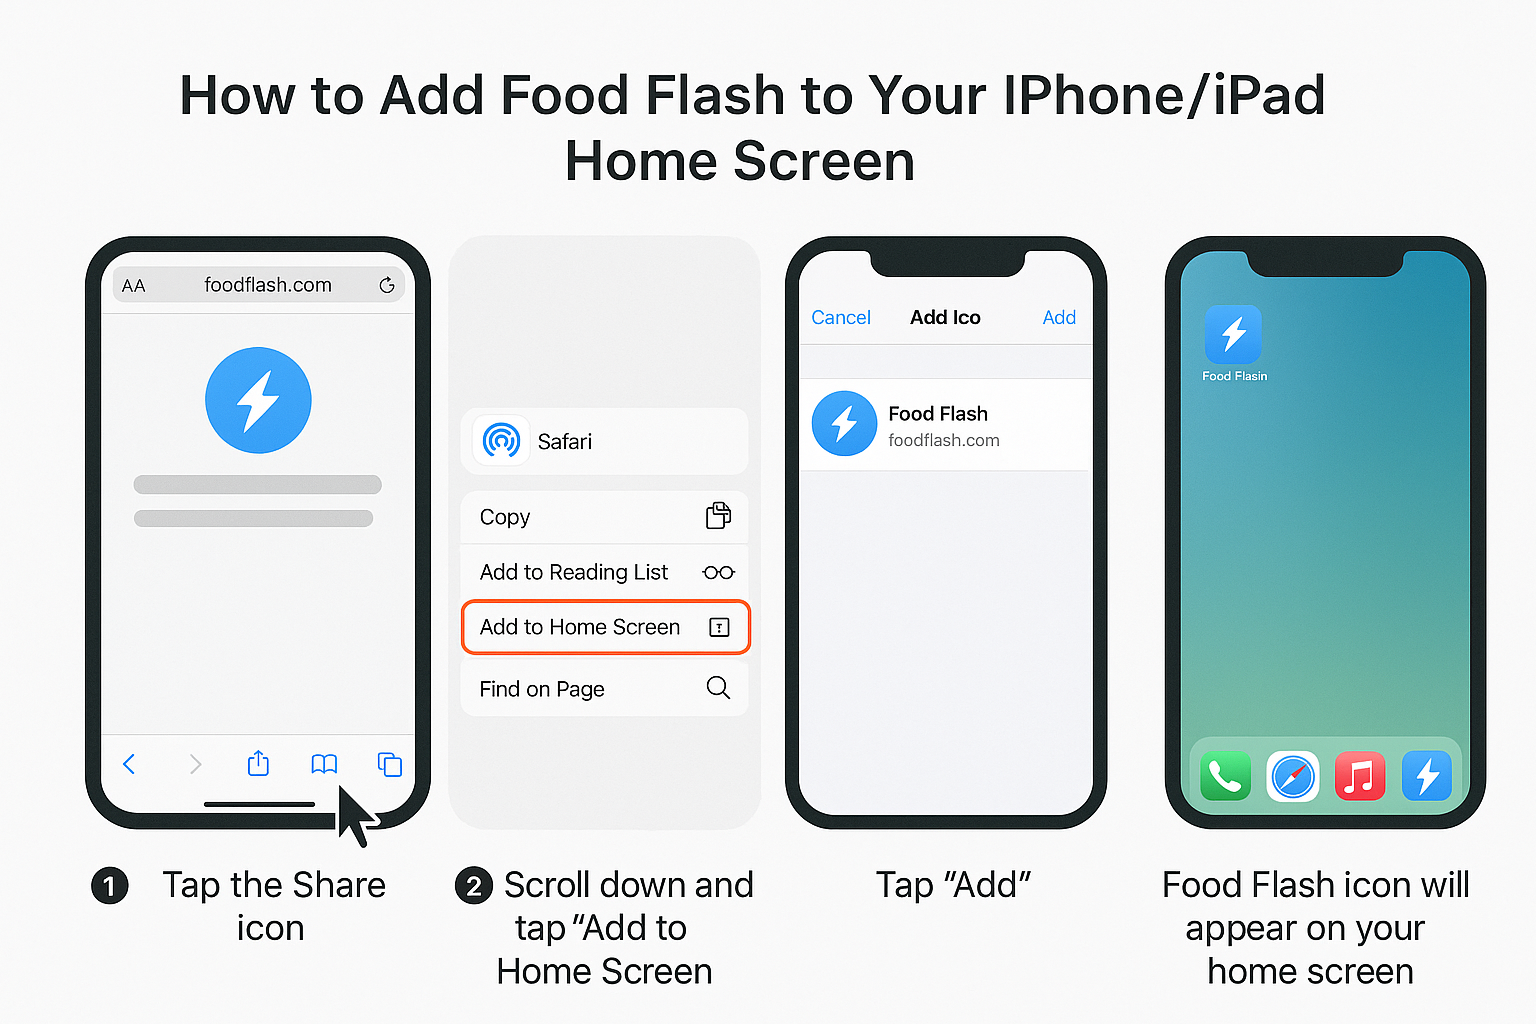 How to Add Food Flash to Your IPhone/iPad
Home Screen
AA foodflash.com
Safari
Copy
Add to Reading List
Add to Home Screen
Find on Page
Cancel Add Ico Add
Food Flash
foodflash.com
Food Flasin
1 Tap the Share
icon
2 Scroll down and
tap "Add to
Home Screen
Tap "Add"
Food Flash icon will
appear on your
home screen